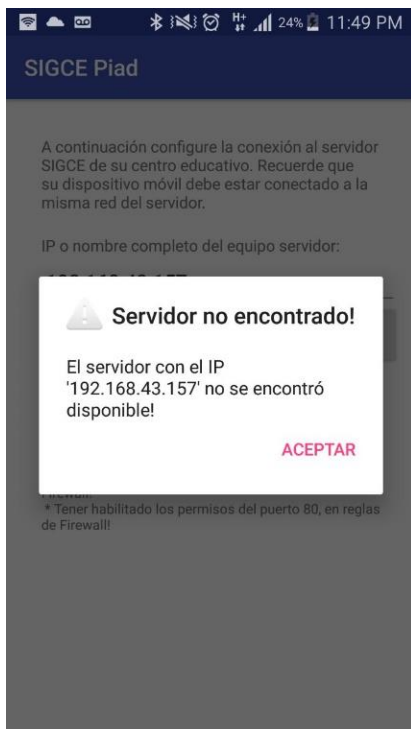 24% 11:49 PM
SIGCE Piad
A continuación configure la conexión al servidor
SIGCE de su centro educativo. Recuerde que
su dispositivo móvil debe estar conectado a la
misma red del servidor.
IP o nombre completo del equipo servidor:
Servidor no encontrado!
El servidor con el IP
'192.168.43.157' no se encontró
disponible!
ACEPTAR
* Tener habilitado los permisos del puerto 80, en reglas
de Firewall!